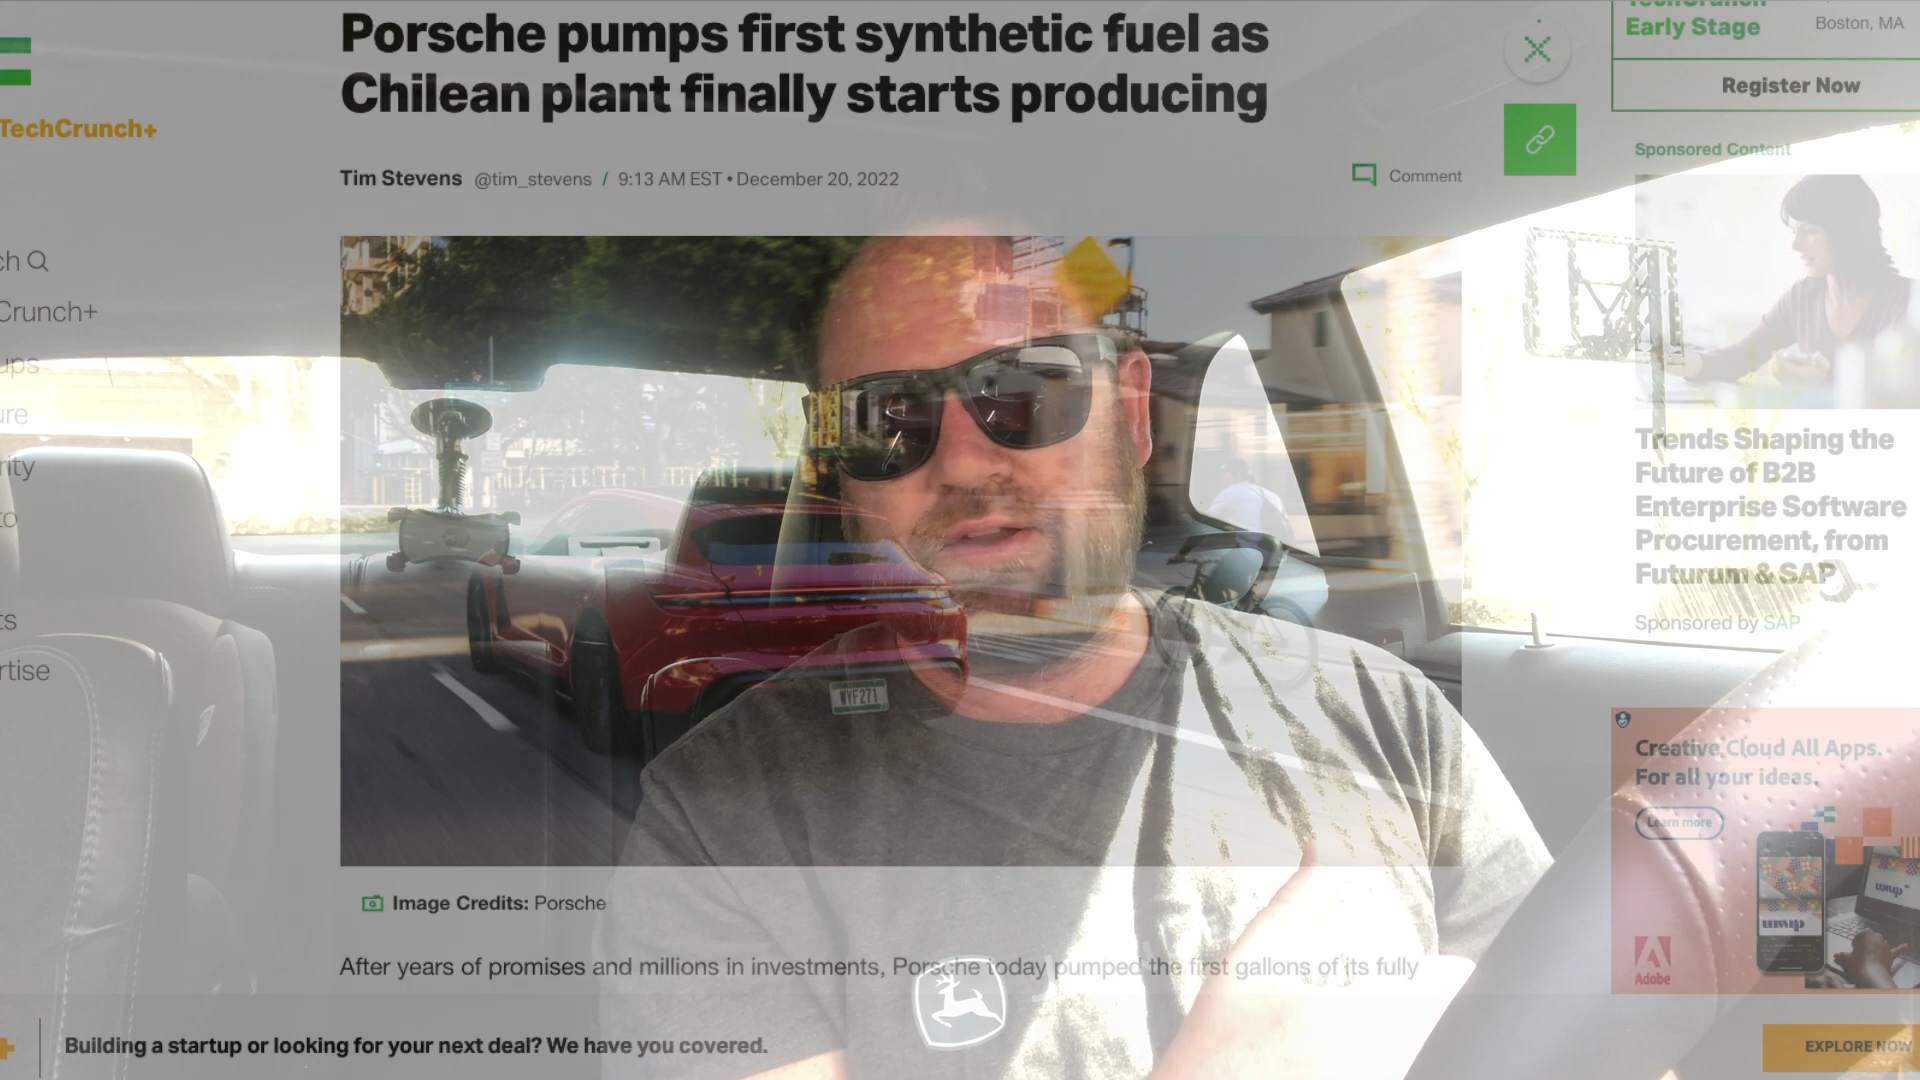 Porsche pumps first synthetic fuel as
Chilean plant finally starts producing
Tim Stevens @tim_stevens / 9:13 AM EST • December 20, 2022
Comment
Early Stage
Boston, MA
Register Now
TechCrunch+
Sponsored Content
Crunch+
WYF271
Trends Shaping the
Future of B2B
Enterprise Software
Procurement, from
Futurum & SAP
Sponsored by SAP
Creative Cloud All Apps.
For all your ideas.
Learn more
Adobe
Image Credits: Porsche
After years of promises and millions in investments, Porsche today pumped the first gallons of its fully
Building a startup or looking for your next deal? We have you covered.
EXPLORE NOW